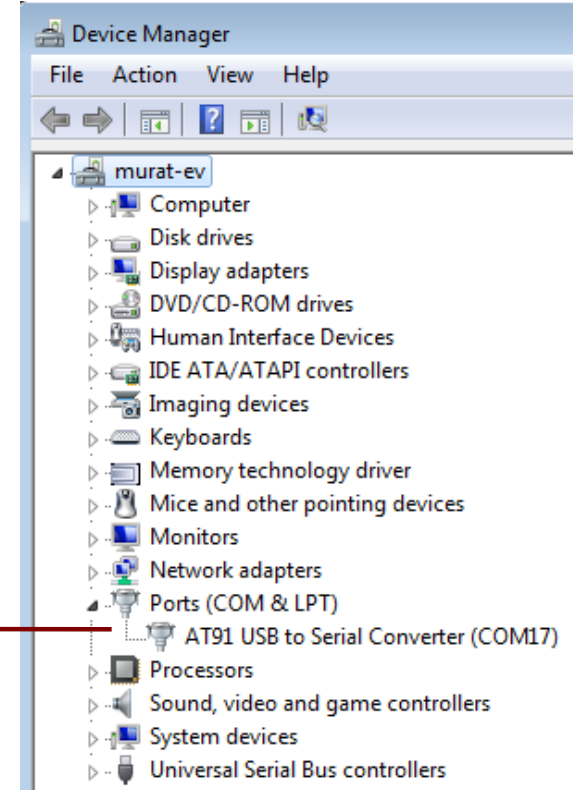 Device Manager
File Action View Help
murat-ev
Computer
Disk drives
Display adapters
DVD/CD-ROM drives
Human Interface Devices
IDE ATA/ATAPI controllers
Imaging devices
Keyboards
Memory technology driver
Mice and other pointing devices
Monitors
Network adapters
Ports (COM & LPT)
AT91 USB to Serial Converter (COM17)
Processors
Sound, video and game controllers
System devices
Universal Serial Bus controllers